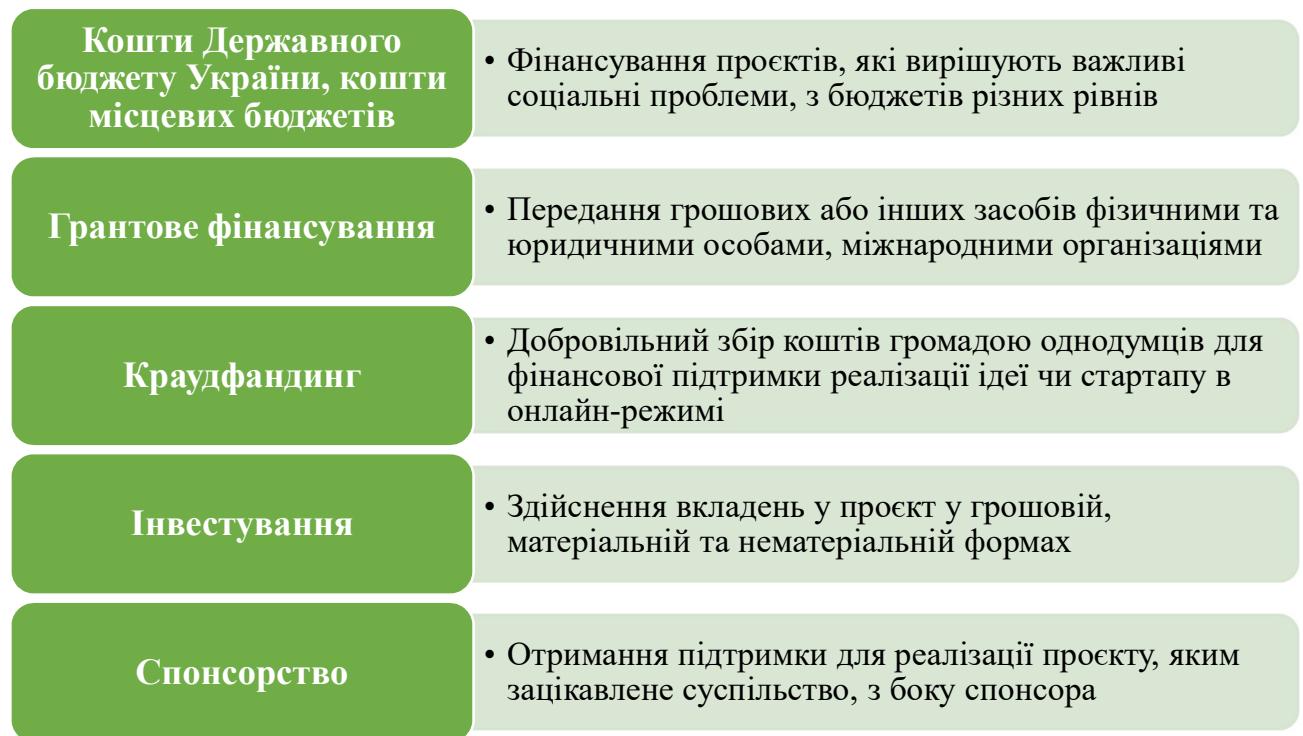 Кошти Державного
бюджету України, кошти
місцевих бюджетів
• Фінансування проєктів, які вирішують важливі
соціальні проблеми, з бюджетів різних рівнів
Грантове фінансування
• Передання грошових або інших засобів фізичними та
юридичними особами, міжнародними організаціями
Краудфандинг
• Добровільний збір коштів громадою однодумців для
фінансової підтримки реалізації ідеї чи стартапу в
онлайн-режимі
Інвестування
• Здійснення вкладень у проєкт у грошовій,
матеріальній та нематеріальній формах
Спонсорство
• Отримання підтримки для реалізації проєкту, яким
зацікавлене суспільство, з боку спонсора